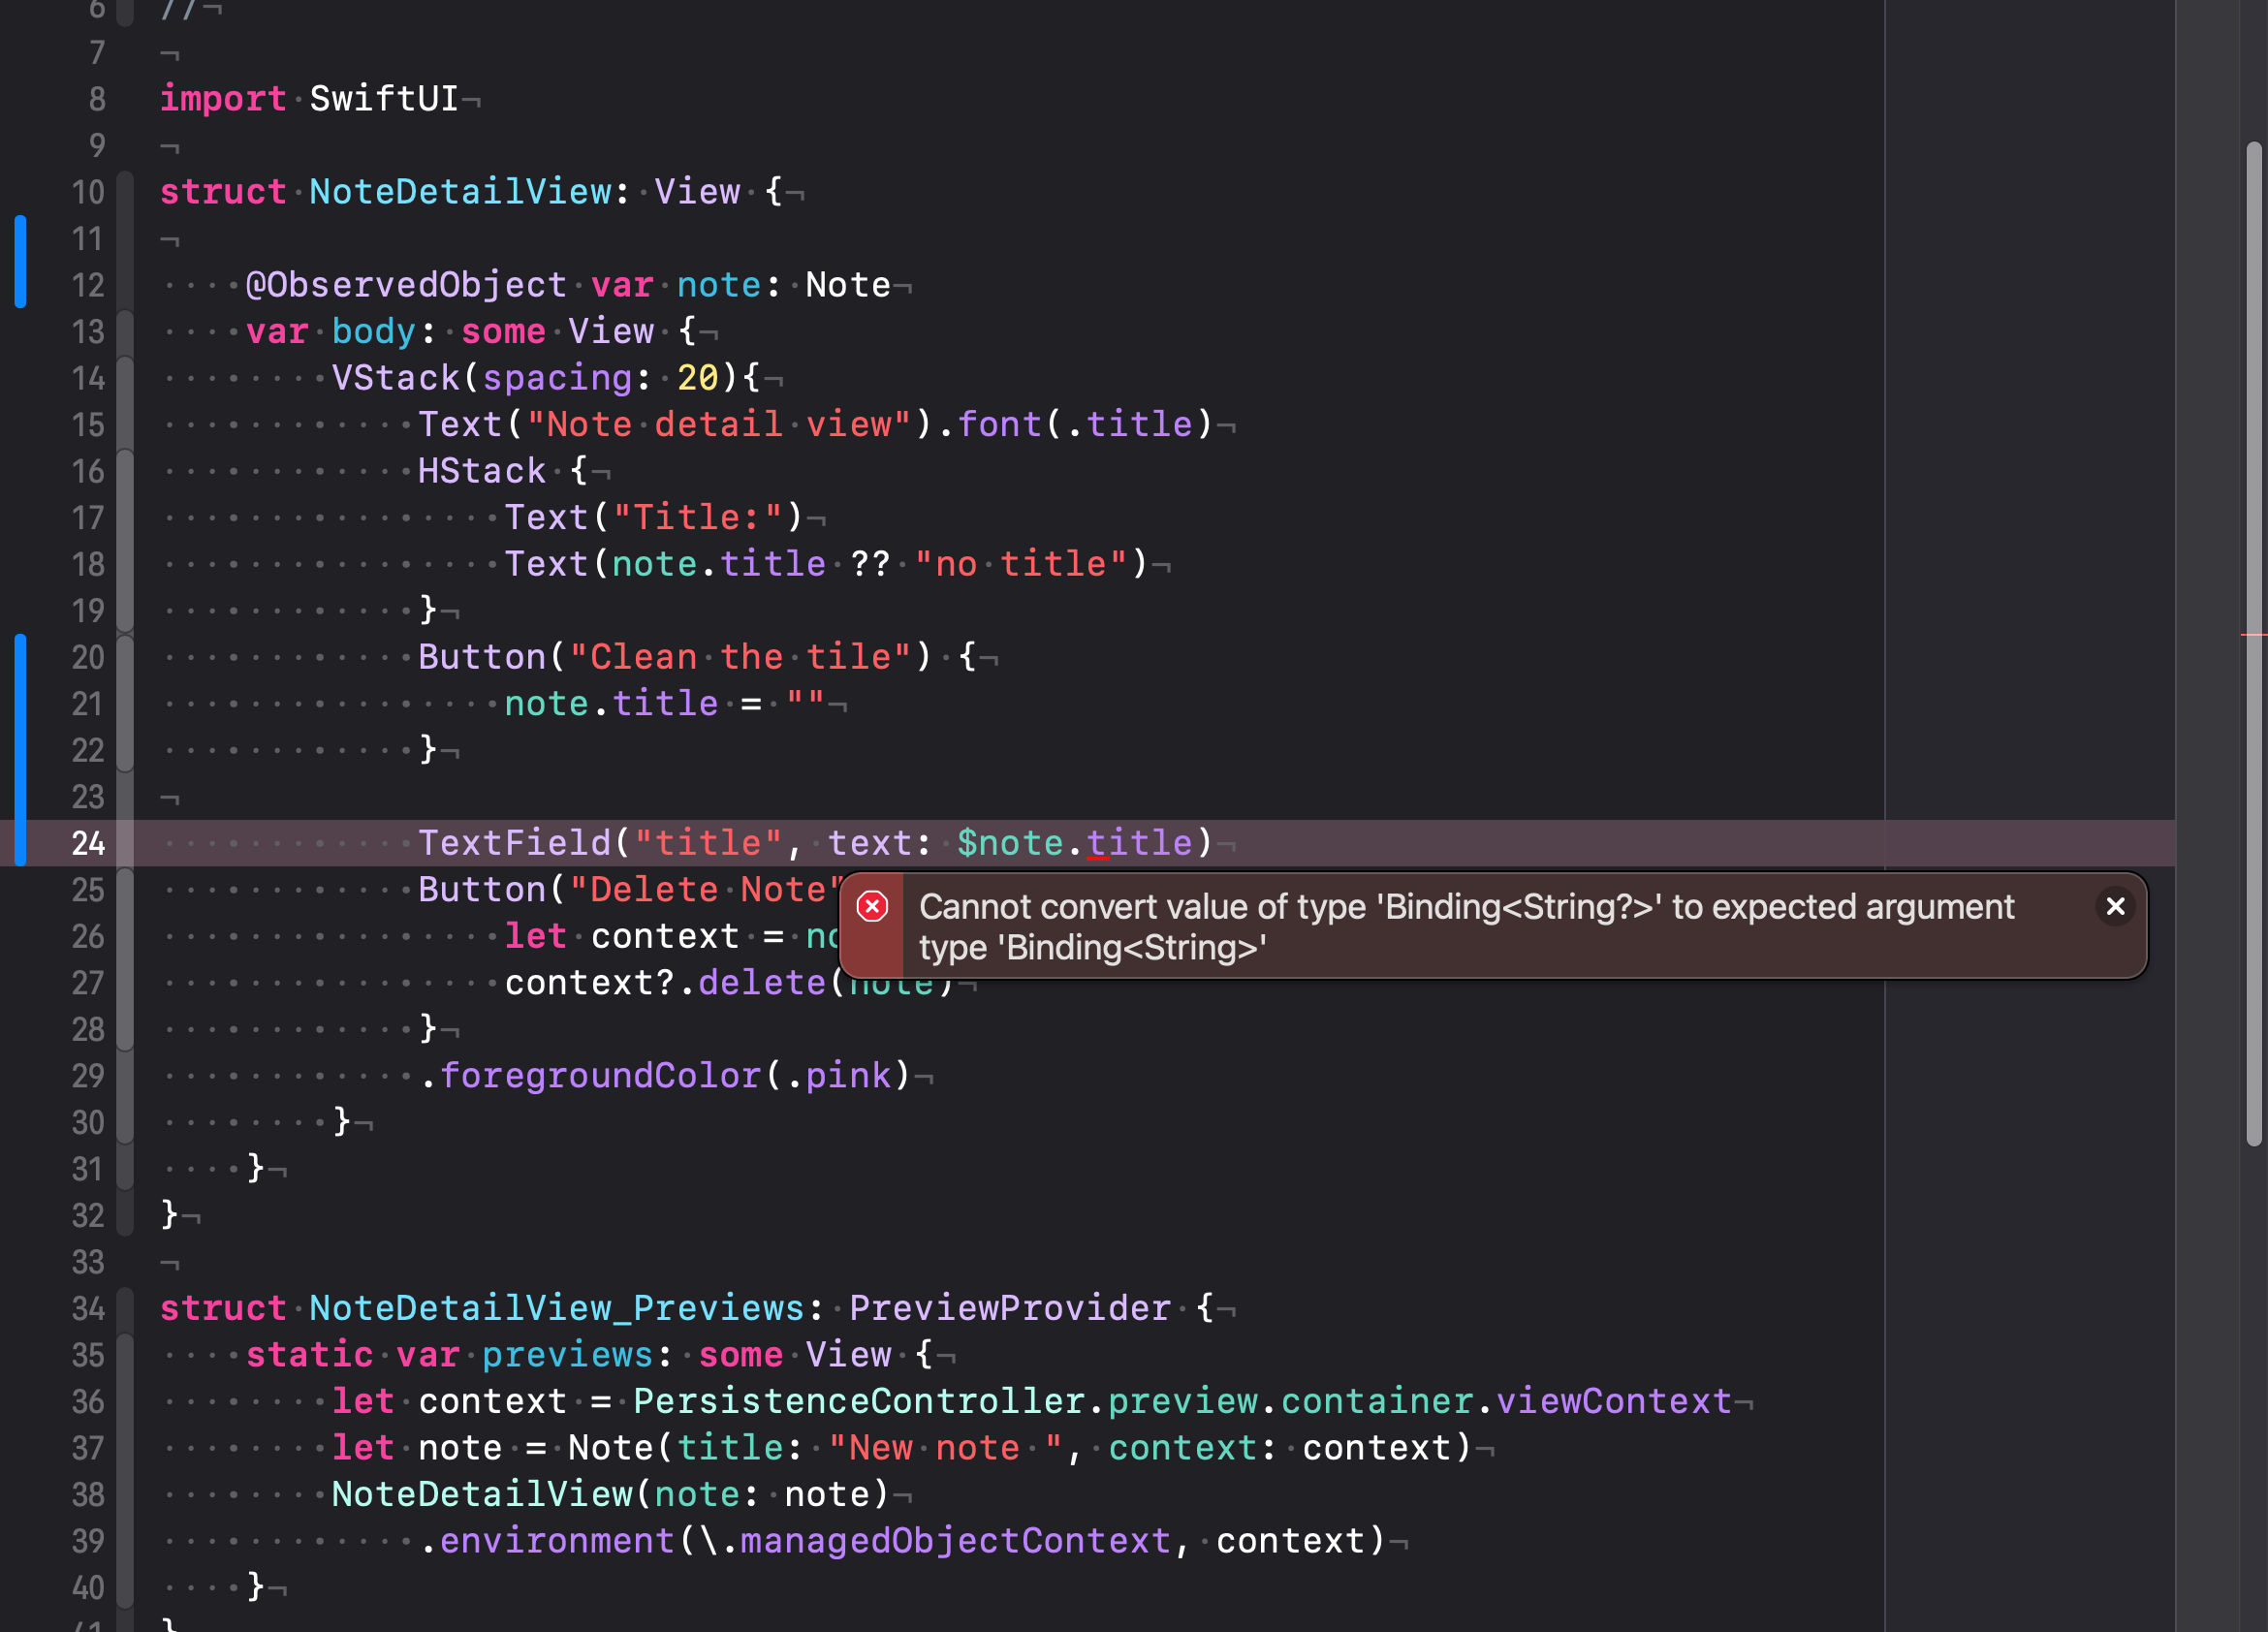 6 //¬
7 ¬
8 import SwiftUI¬
9 ¬
10 struct NoteDetailView: View {¬
11 ¬
12 @ObservedObject var note: Note¬
13 var body: some View {¬
14 VStack(spacing: 20){¬
15 Text("Note detail view").font(.title)¬
16 HStack {¬
17 Text("Title:")¬
18 Text(note.title ?? "no title")¬
19 }¬
20 Button("Clean the tile") {¬
21 note.title = ""¬
22 }¬
23 ¬
24 TextField("title", text: $note.title)¬
25 Button("Delete Note"
Cannot convert value of type 'Binding<String?>' to expected argument
type 'Binding<String>'
26 let context = no
27 context?.delete(note)¬
28 }¬
29 .foregroundColor(.pink)¬
30 }¬
31 }¬
32 }¬
33 ¬
34 struct NoteDetailView_Previews: PreviewProvider {¬
35 static var previews: some View {¬
36 let context = PersistenceController.preview.container.viewContext¬
37 let note = Note(title: "New note ", context: context)¬
38 NoteDetailView(note: note)¬
39 .environment(\.managedObjectContext, context)¬
40 }¬
41 }